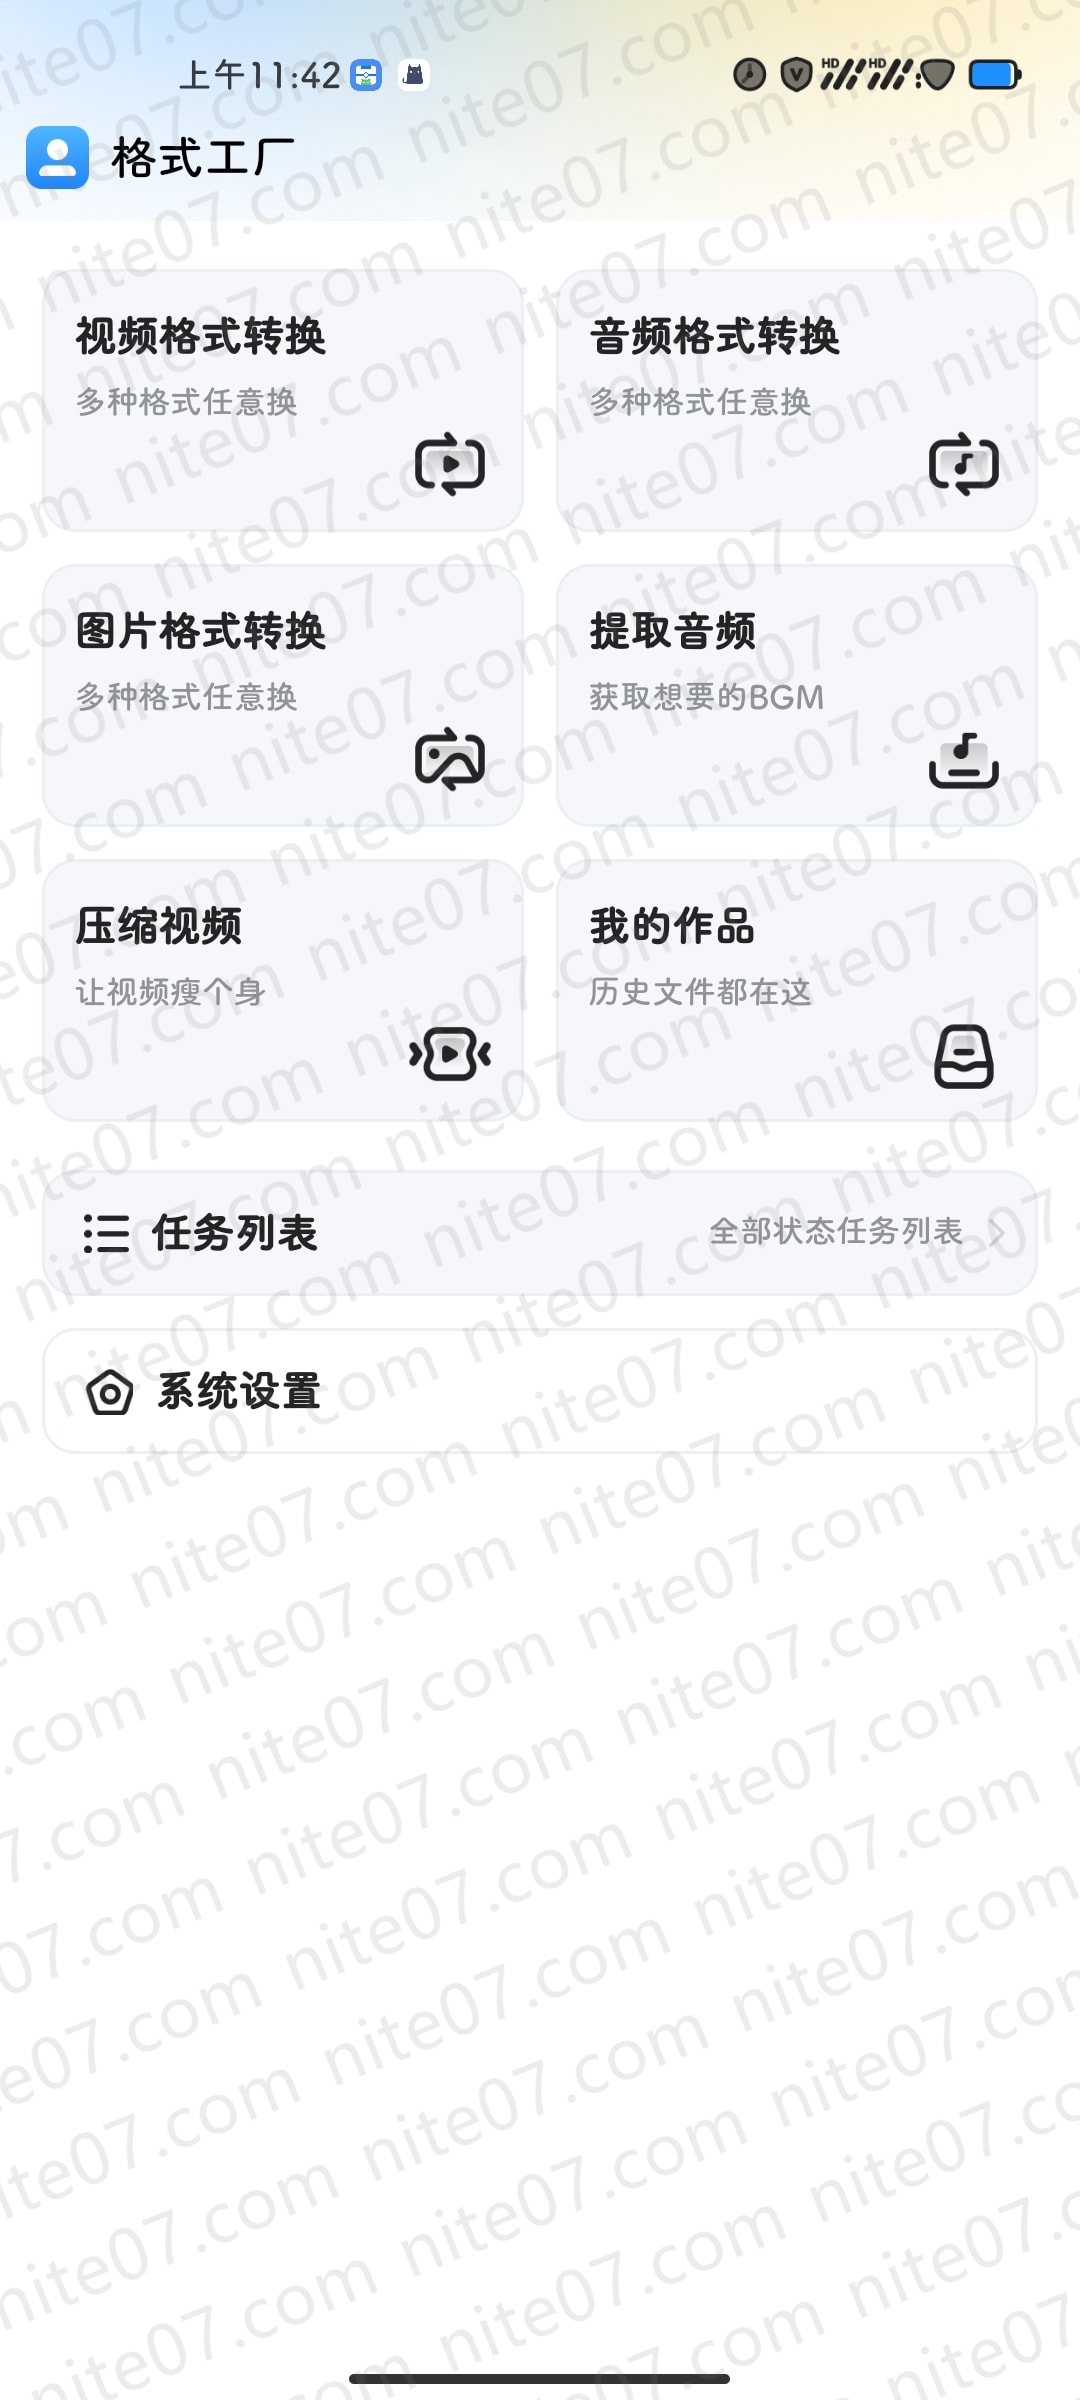 上午11:42
HD HD
格式工厂
视频格式转换
多种格式任意换
音频格式转换
多种格式任意换
图片格式转换
多种格式任意换
提取音频
获取想要的BGM
压缩视频
让视频瘦个身
我的作品
历史文件都在这
任务列表
全部状态任务列表
系统设置
nite07.com